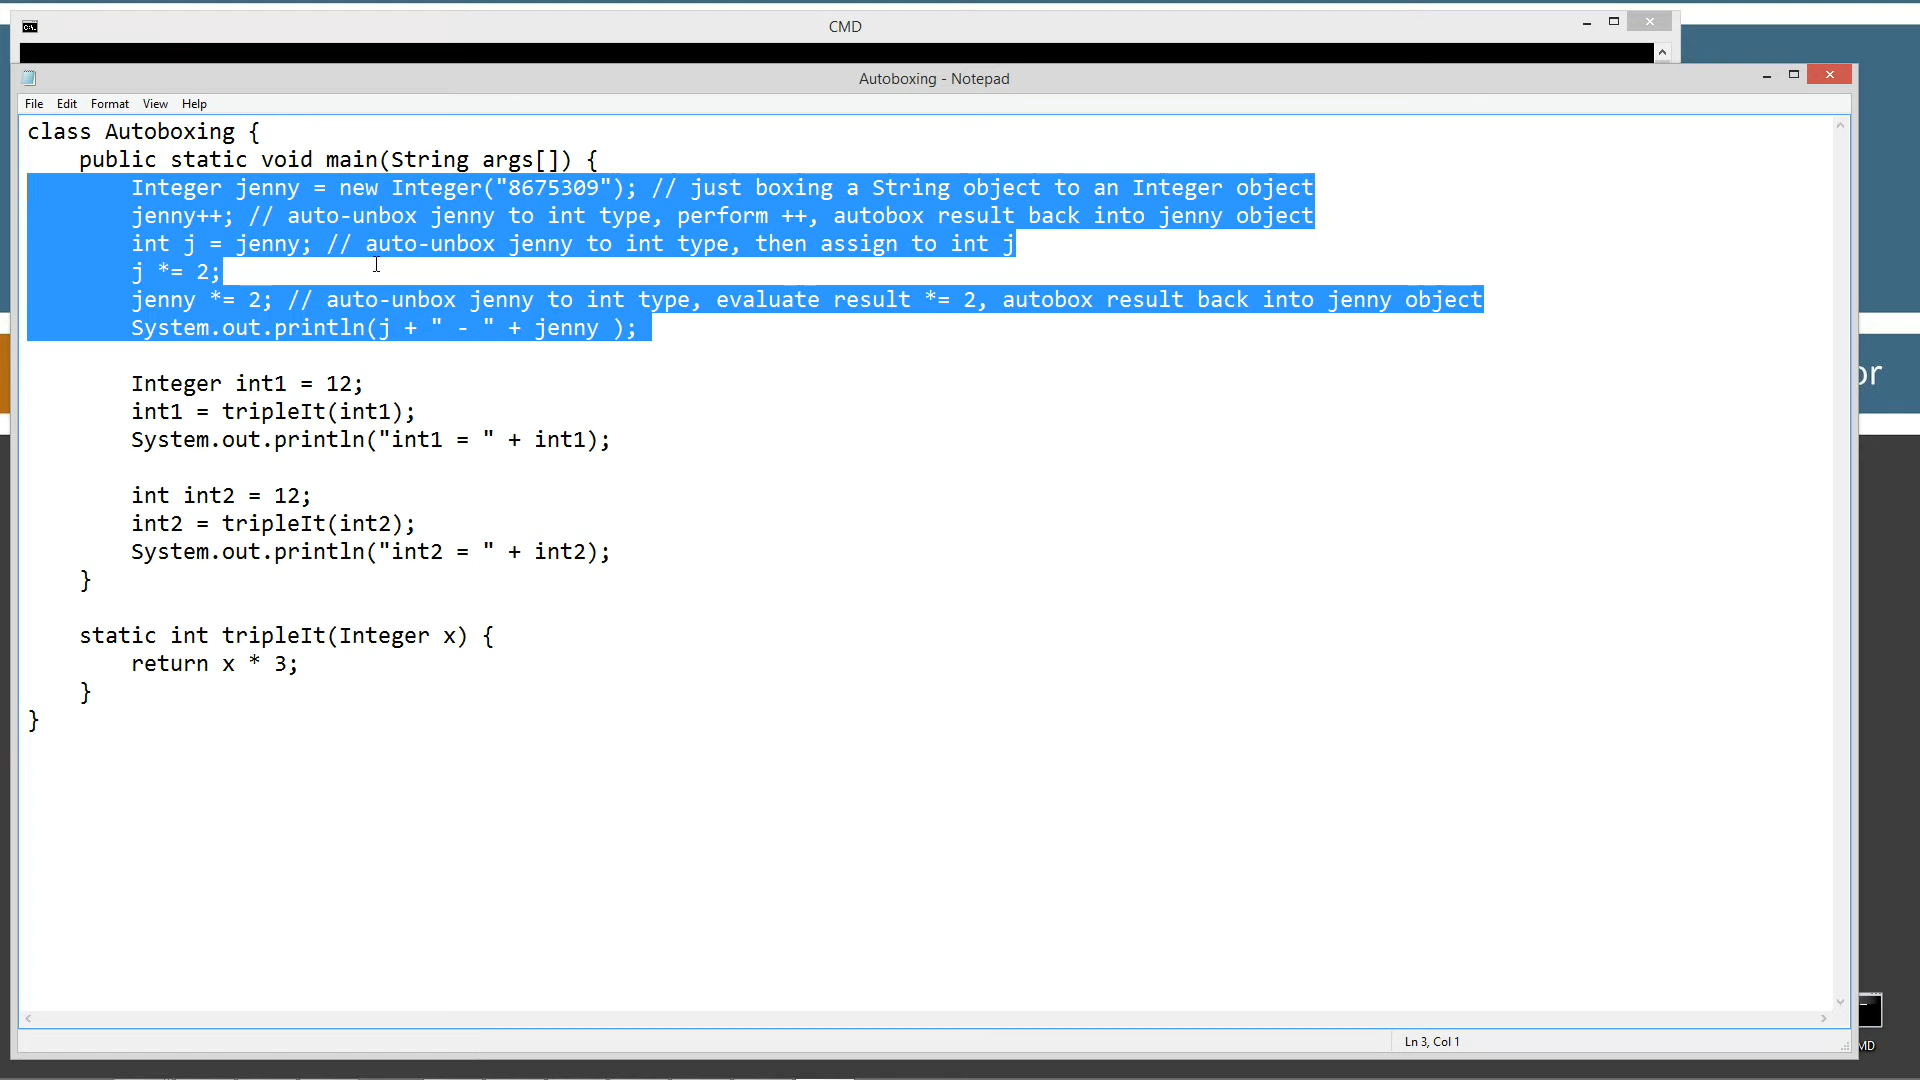 CMD
Autoboxing - Notepad
File Edit Format View Help
class Autoboxing {
    public static void main(String args[]) {
        Integer jenny = new Integer("8675309"); // just boxing a String object to an Integer object
        jenny++; // auto-unbox jenny to int type, perform ++, autobox result back into jenny object
        int j = jenny; // auto-unbox jenny to int type, then assign to int j
        j *= 2;
        jenny *= 2; // auto-unbox jenny to int type, evaluate result *= 2, autobox result back into jenny object
        System.out.println(j + " - " + jenny );
        Integer int1 = 12;
        int1 = tripleIt(int1);
        System.out.println("int1 = " + int1);
        int int2 = 12;
        int2 = tripleIt(int2);
        System.out.println("int2 = " + int2);
    }
    static int tripleIt(Integer x) {
        return x * 3;
    }
}
or
MD
Ln 3, Col 1